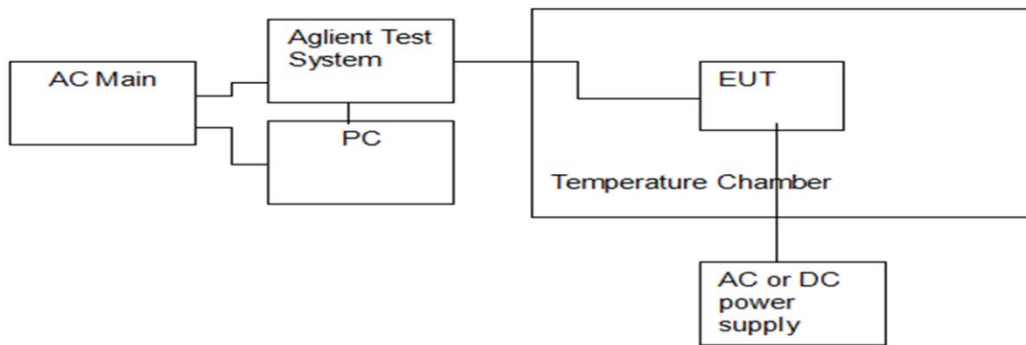 Aglient Test
System
AC Main
EUT
PC
Temperature Chamber
AC or DC
power
supply